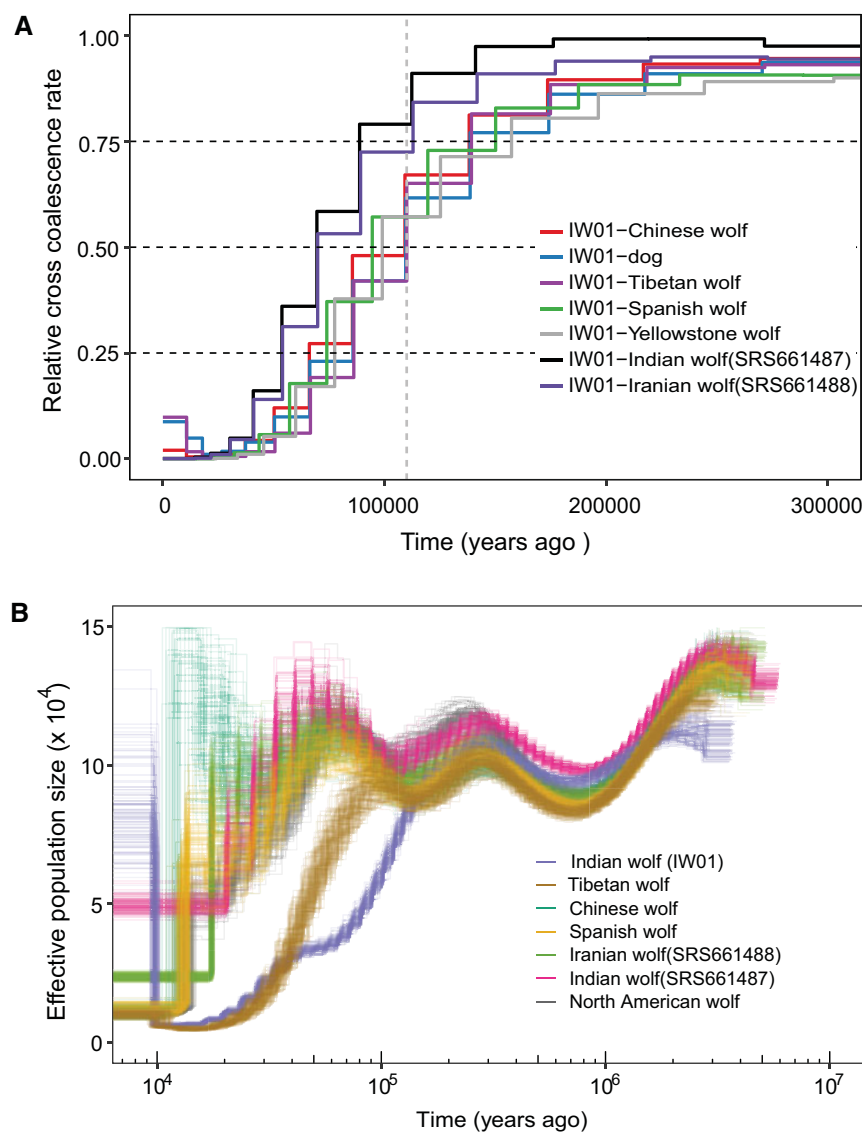 A
Relative cross coalescence rate
1.00
0.75
0.50
0.25
0.00
IW01−Chinese wolf
IW01−dog
IW01−Tibetan wolf
IW01−Spanish wolf
IW01−Yellowstone wolf
IW01−Indian wolf(SRS661487)
IW01−Iranian wolf(SRS661488)
0 100000 200000 300000
Time (years ago )
B
Effective population size (x 10⁴)
15
10
5
0
Indian wolf (IW01)
Tibetan wolf
Chinese wolf
Spanish wolf
Iranian wolf(SRS661488)
Indian wolf(SRS661487)
North American wolf
10⁴ 10⁵ 10⁶ 10⁷
Time (years ago)